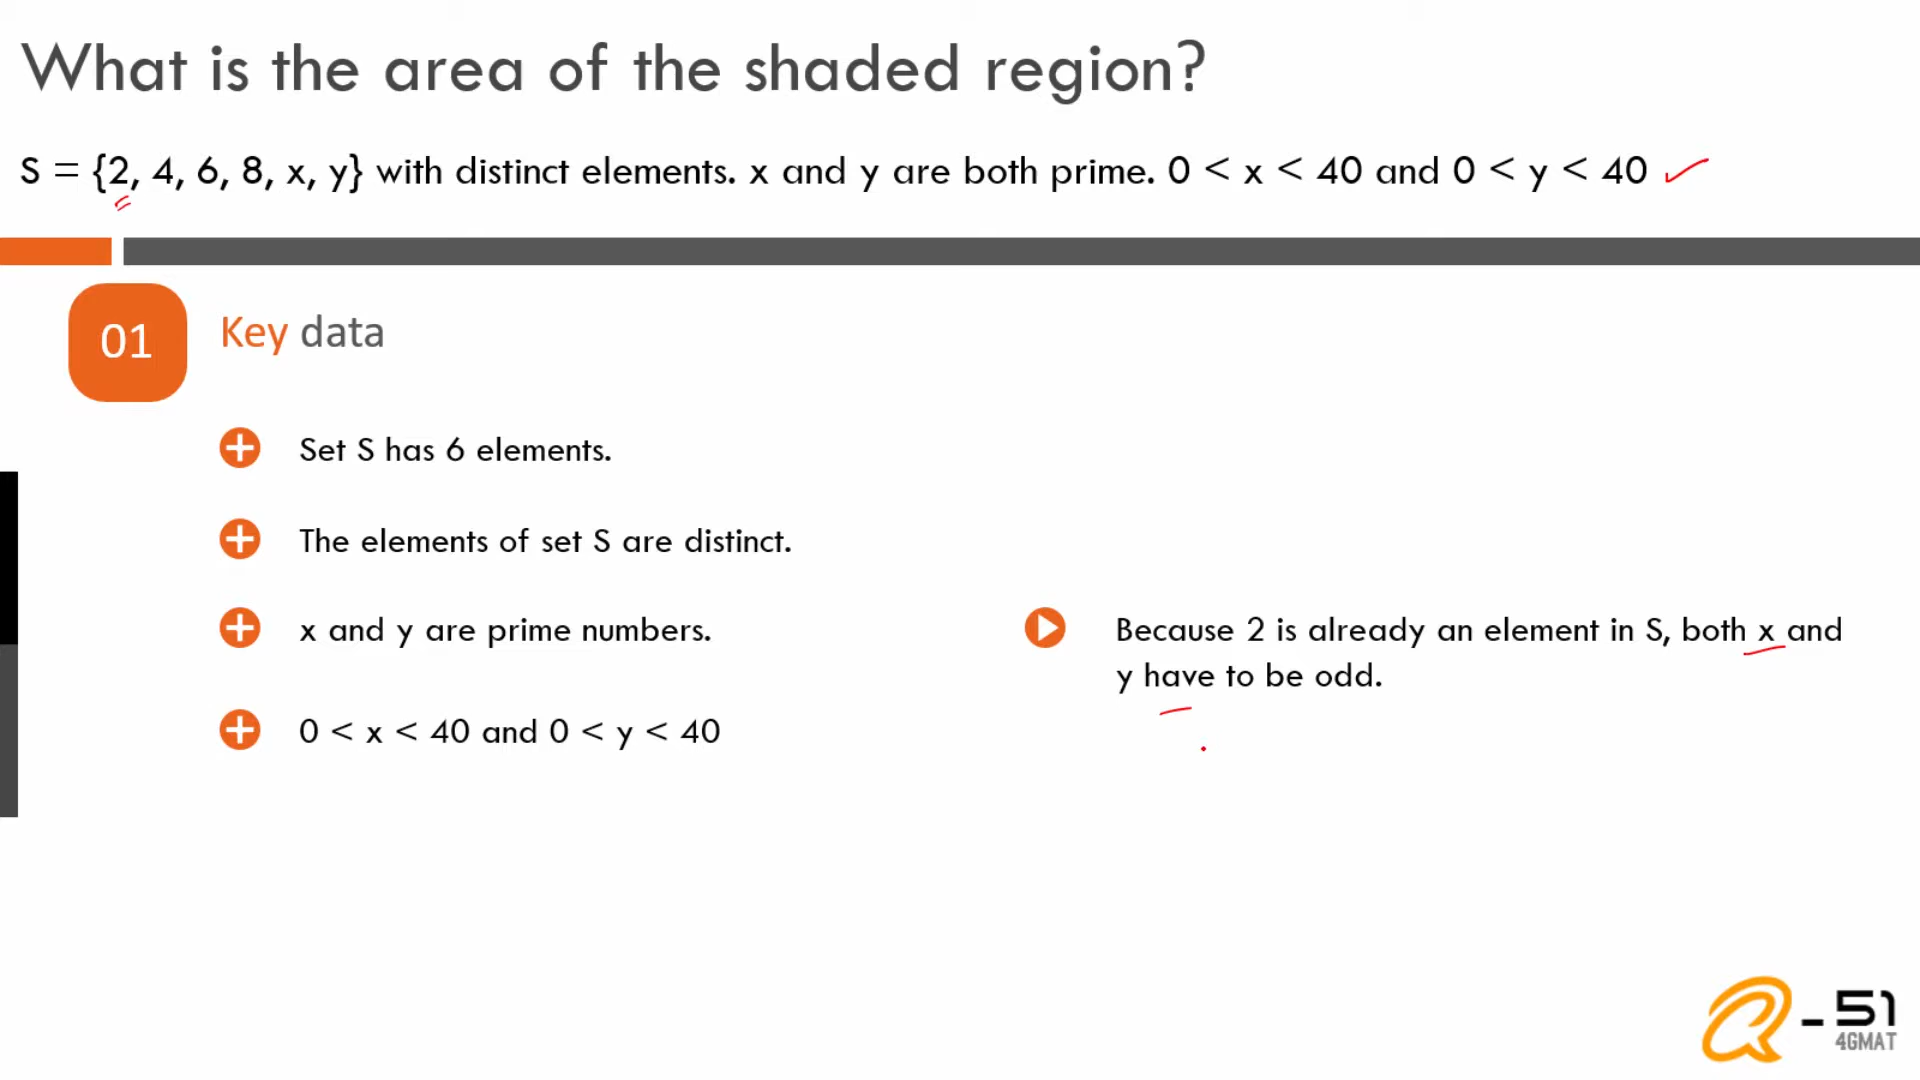 What is the area of the shaded region?
S = {2, 4, 6, 8, x, y} with distinct elements. x and y are both prime. 0 < x < 40 and 0 < y < 40
01
Key data
Set S has 6 elements.
The elements of set S are distinct.
x and y are prime numbers.
Because 2 is already an element in S, both x and
y have to be odd.
0 < x < 40 and 0 < y < 40
Q-51
4GMAT